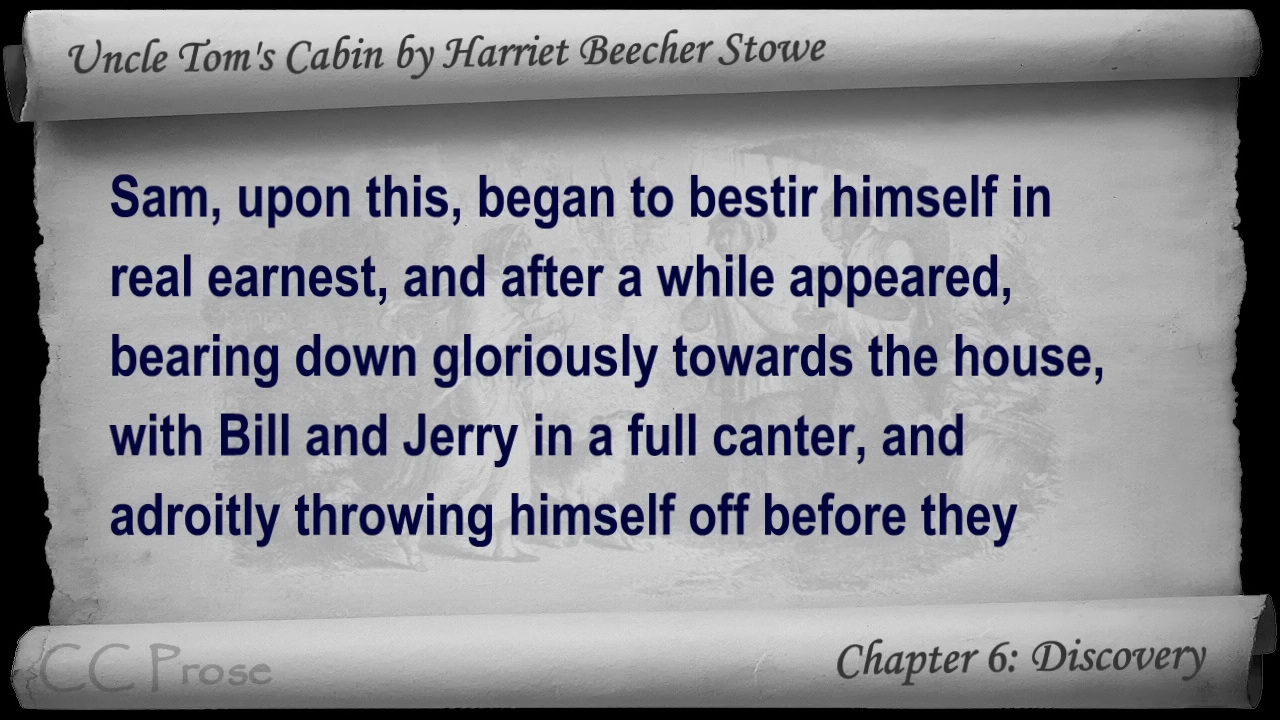 Uncle Tom's Cabin by Harriet Beecher Stowe
Sam, upon this, began to bestir himself in
real earnest, and after a while appeared,
bearing down gloriously towards the house,
with Bill and Jerry in a full canter, and
adroitly throwing himself off before they
CC Prose
Chapter 6: Discovery